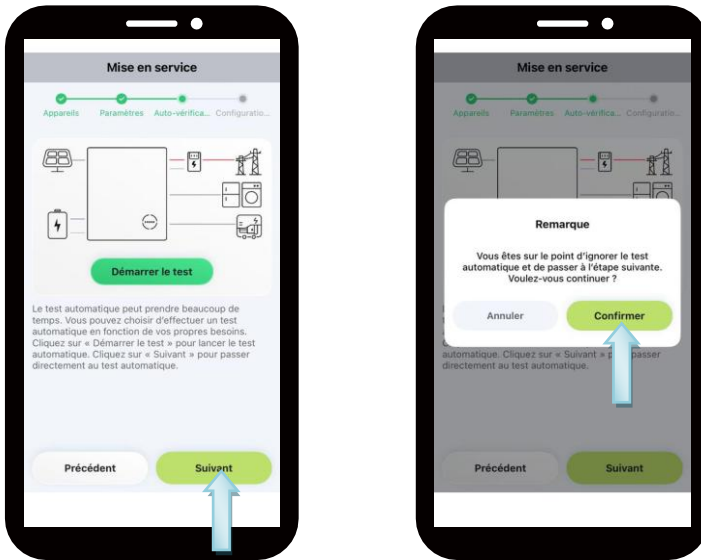 Mise en service
Appareils Paramètres Auto-vérifica... Configuratio...
Démarrer le test
Le test automatique peut prendre beaucoup de
temps. Vous pouvez choisir d'effectuer un test
automatique en fonction de vos propres besoins.
Cliquez sur « Démarrer le test » pour lancer le test
automatique. Cliquez sur « Suivant » pour passer
directement au test automatique.
Précédent Suivant
Mise en service
Appareils Paramètres Auto-vérifica... Configuratio...
Remarque
Vous êtes sur le point d'ignorer le test
automatique et de passer à l'étape suivante.
Voulez-vous continuer ?
Annuler Confirmer
automatique. Cliquez sur « Suivant » passer
directement au test automatique.
Précédent Suivant